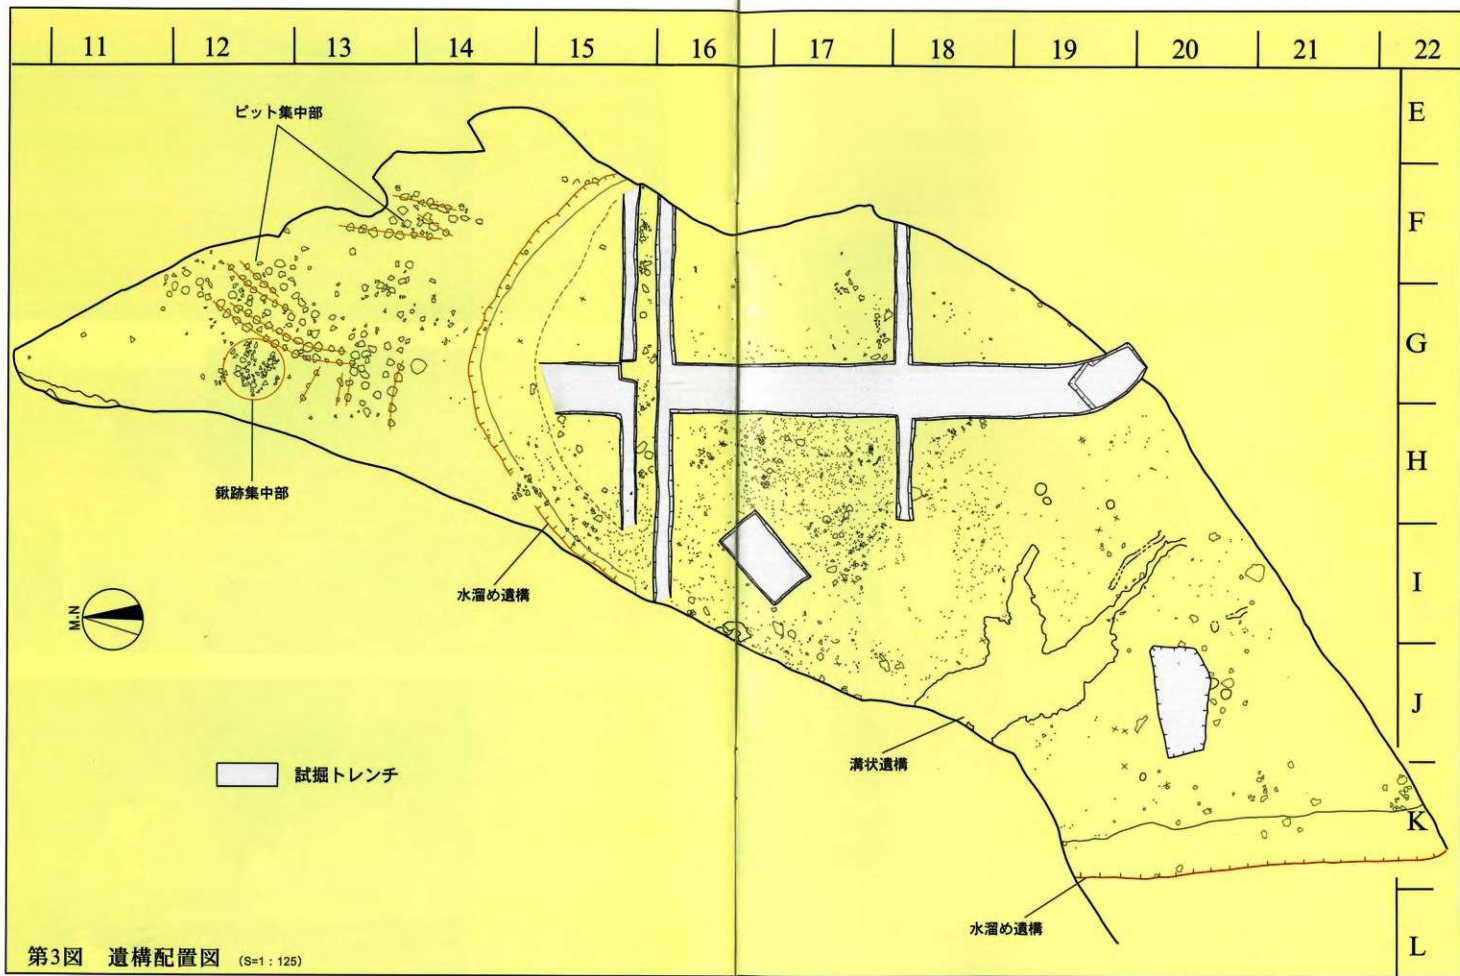 11 12 13 14 15 16 17 18 19 20 21 22
E
ピット集中部
F
G
H
鍬跡集中部
I
水溜め遺構
M.N
J
溝状遺構
試掘トレンチ
K
水溜め遺構
L
第3図 遺構配置図 (S=1:125)